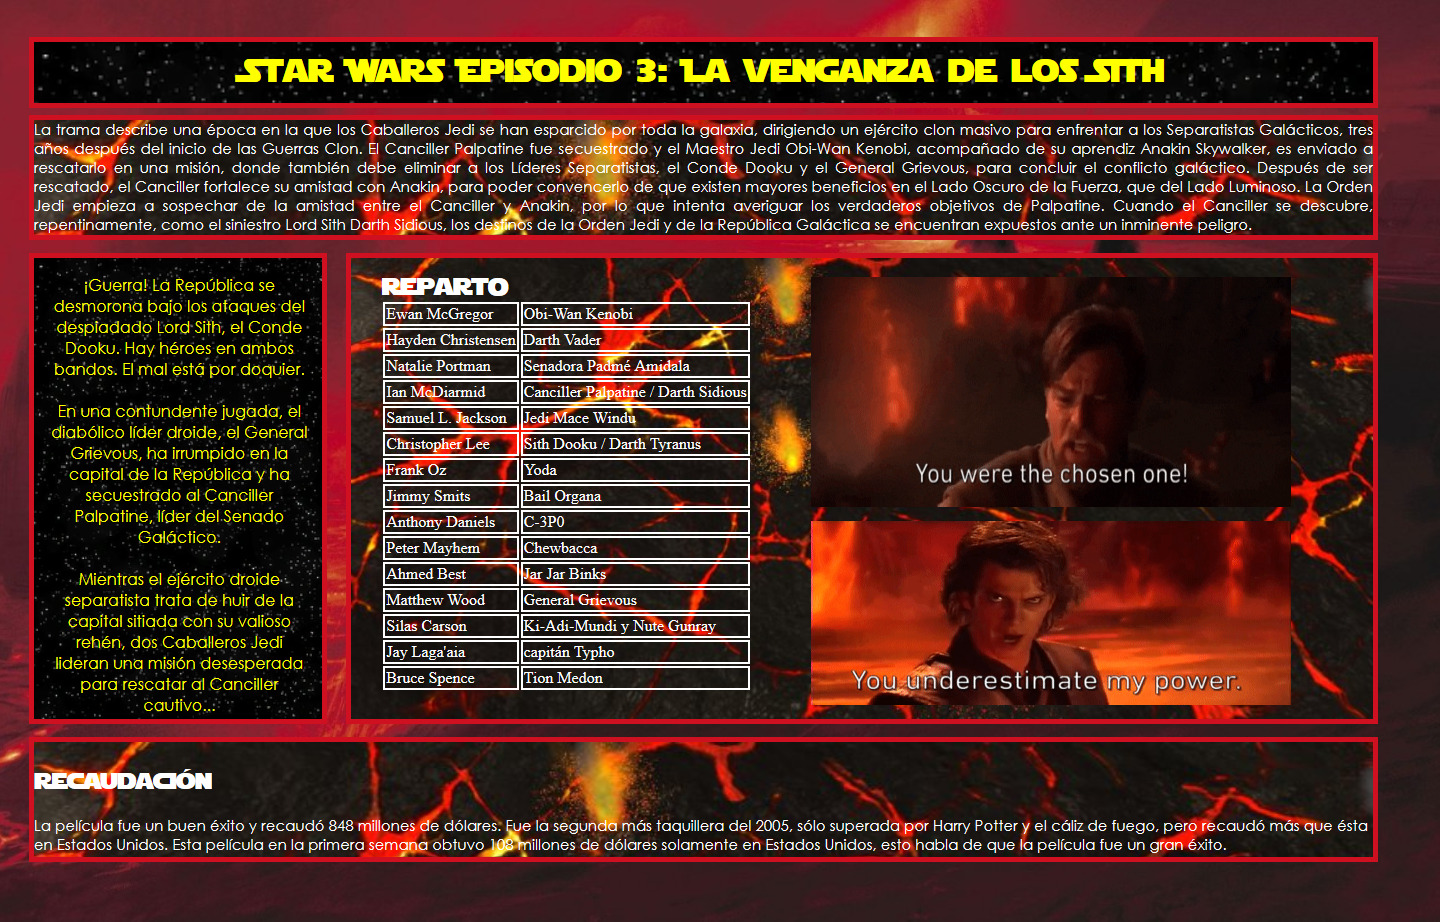 Star Wars Episodio 3: La Venganza de los Sith
La trama describe una época en la que los Caballeros Jedi se han esparcido por toda la galaxia, dirigiendo un ejército clon masivo para enfrentar a los Separatistas Galácticos, tres
años después del inicio de las Guerras Clon. El Canciller Palpatine fue secuestrado y el Maestro Jedi Obi-Wan Kenobi, acompañado de su aprendiz Anakin Skywalker, es enviado a
rescatarlo en una misión, donde también debe eliminar a los Líderes Separatistas, el Conde Dooku y el General Grievous, para concluir el conflicto galáctico. Después de ser
rescatado, el Canciller fortalece su amistad con Anakin, para poder convencerlo de que existen mayores beneficios en el Lado Oscuro de la Fuerza, que del Lado Luminoso. La Orden
Jedi empieza a sospechar de la amistad entre el Canciller y Anakin, por lo que intenta averiguar los verdaderos objetivos de Palpatine. Cuando el Canciller se descubre,
repentinamente, como el siniestro Lord Sith Darth Sidious, los destinos de la Orden Jedi y de la República Galáctica se encuentran expuestos ante un inminente peligro.
¡Guerra! La República se
desmorona bajo los ataques del
despiadado Lord Sith, el Conde
Dooku. Hay héroes en ambos
bandos. El mal está por doquier.
En una contundente jugada, el
diabólico líder droide, el General
Grievous, ha irrumpido en la
capital de la República y ha
secuestrado al Canciller
Palpatine, líder del Senado
Galáctico.
Mientras el ejército droide
separatista trata de huir de la
capital sitiada con su valioso
rehén, dos Caballeros Jedi
lideran una misión desesperada
para rescatar al Canciller
cautivo...
Reparto
Ewan McGregor Obi-Wan Kenobi
Hayden Christensen Darth Vader
Natalie Portman Senadora Padmé Amidala
Ian McDiarmid Canciller Palpatine / Darth Sidious
Samuel L. Jackson Jedi Mace Windu
Christopher Lee Sith Dooku / Darth Tyranus
Frank Oz Yoda
Jimmy Smits Bail Organa
Anthony Daniels C-3P0
Peter Mayhem Chewbacca
Ahmed Best Jar Jar Binks
Matthew Wood General Grievous
Silas Carson Ki-Adi-Mundi y Nute Gunray
Jay Laga'aia capitán Typho
Bruce Spence Tion Medon
You were the chosen one!
You underestimate my power.
Recaudación
La película fue un buen éxito y recaudó 848 millones de dólares. Fue la segunda más taquillera del 2005, sólo superada por Harry Potter y el cáliz de fuego, pero recaudó más que ésta
en Estados Unidos. Esta película en la primera semana obtuvo 108 millones de dólares solamente en Estados Unidos, esto habla de que la película fue un gran éxito.